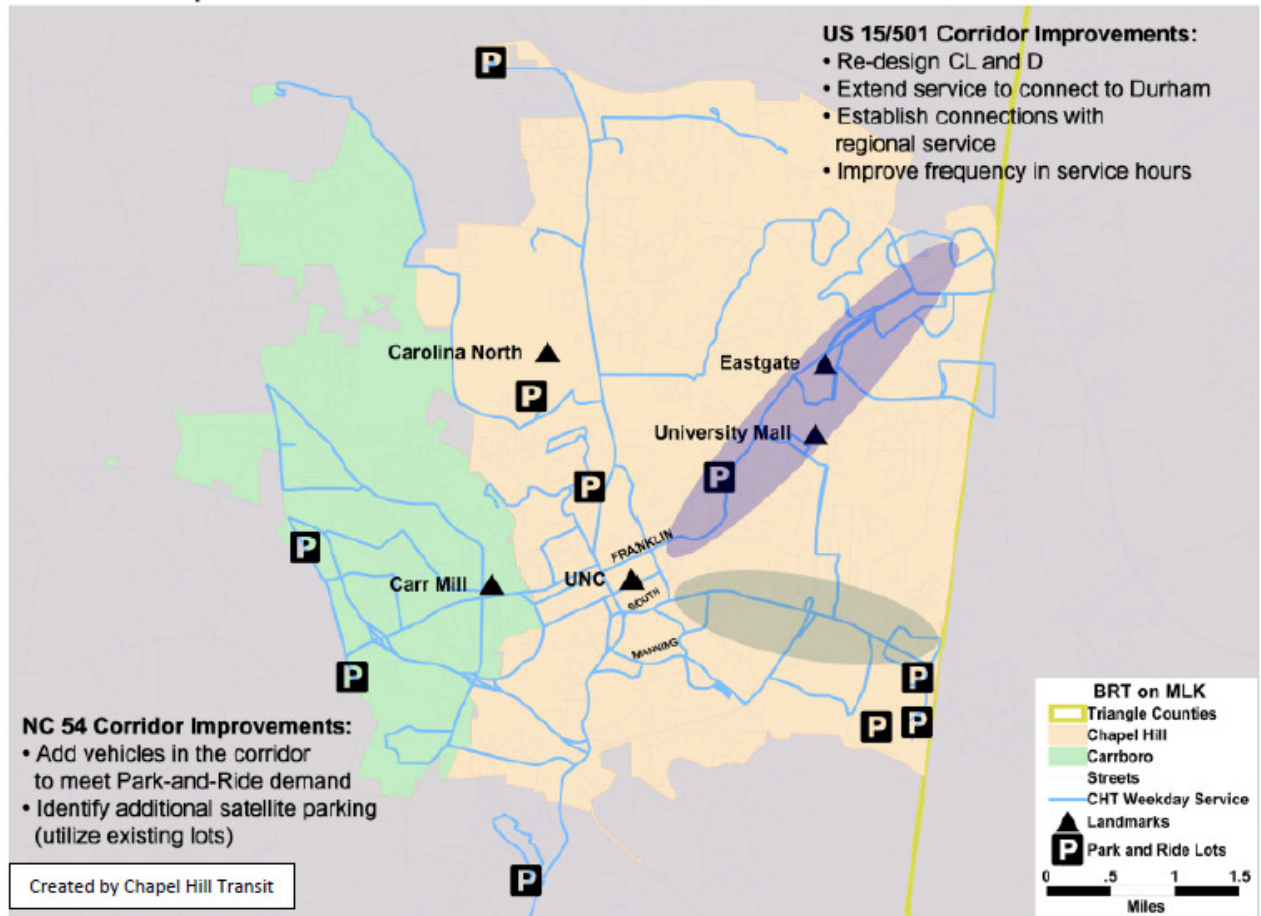 US 15/501 Corridor Improvements:
• Re-design CL and D
• Extend service to connect to Durham
• Establish connections with
regional service
• Improve frequency in service hours
P
Carolina North
P
Eastgate
University Mall
P
P
FRANKLIN
P
Carr Mill
UNC
SOUTH
MANNING
P
P
P
P
NC 54 Corridor Improvements:
• Add vehicles in the corridor
to meet Park-and-Ride demand
• Identify additional satellite parking
(utilize existing lots)
P
Created by Chapel Hill Transit
BRT on MLK
Triangle Counties
Chapel Hill
Carrboro
Streets
CHT Weekday Service
Landmarks
P Park and Ride Lots
0 .5 1 1.5
Miles